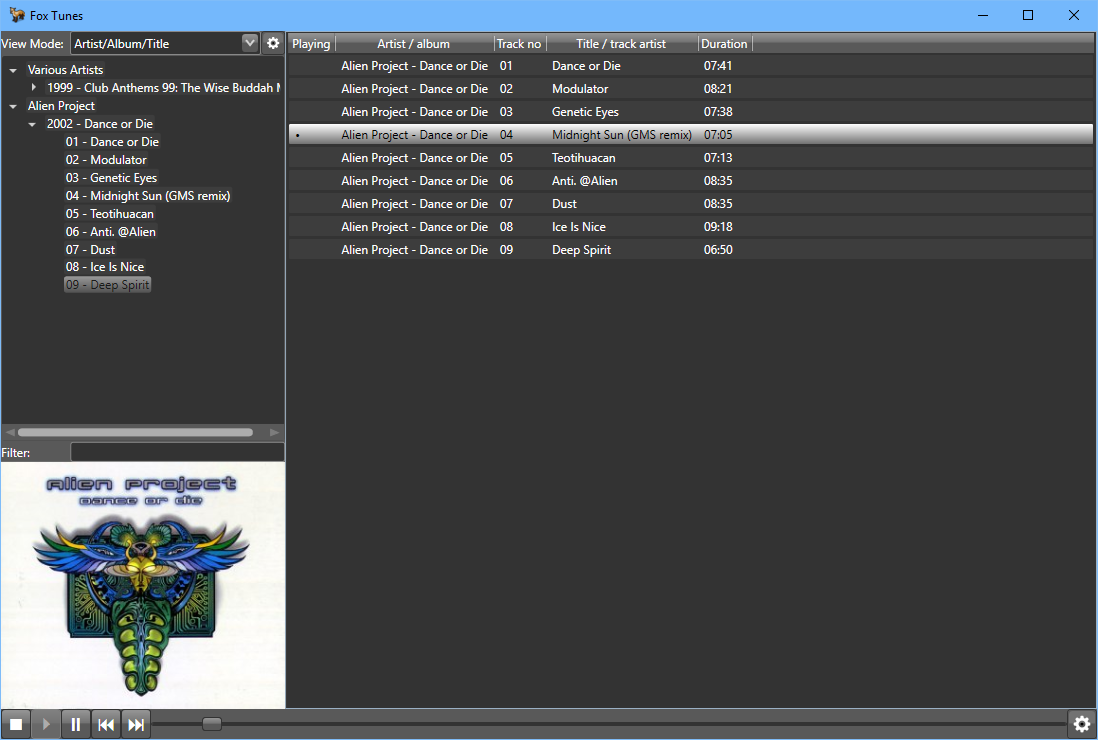 Fox Tunes
View Mode: Artist/Album/Title
Various Artists
1999 - Club Anthems 99: The Wise Buddah
Alien Project
2002 - Dance or Die
01 - Dance or Die
02 - Modulator
03 - Genetic Eyes
04 - Midnight Sun (GMS remix)
05 - Teotihuacan
06 - Anti. @Alien
07 - Dust
08 - Ice Is Nice
09 - Deep Spirit
Filter:
alien project
dance or die
Playing Artist / album Track no Title / track artist Duration
Alien Project - Dance or Die 01 Dance or Die 07:41
Alien Project - Dance or Die 02 Modulator 08:21
Alien Project - Dance or Die 03 Genetic Eyes 07:38
• Alien Project - Dance or Die 04 Midnight Sun (GMS remix) 07:05
Alien Project - Dance or Die 05 Teotihuacan 07:13
Alien Project - Dance or Die 06 Anti. @Alien 08:35
Alien Project - Dance or Die 07 Dust 08:35
Alien Project - Dance or Die 08 Ice Is Nice 09:18
Alien Project - Dance or Die 09 Deep Spirit 06:50